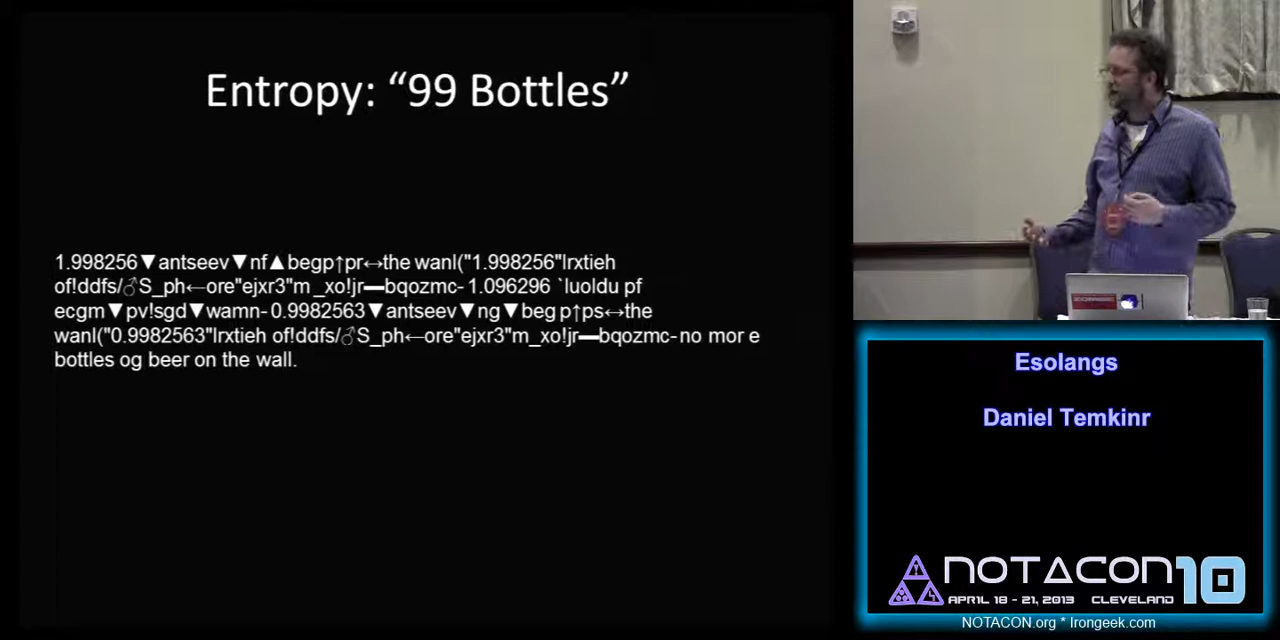 Entropy: “99 Bottles”
1.998256▼antseev▼nf▲begp↑pr↔the wanl("1.998256"lrxtieh
of!ddfs/♂S_ph←ore"ejxr3"m _xo!jr▬bqozmc- 1.096296 `luoldu pf
ecgm▼pv!sgd▼wamn- 0.9982563▼antseev▼ng▼beg p↑ps↔the
wanl("0.9982563"lrxtieh of!ddfs/♂S_ph←ore"ejxr3"m_xo!jr▬bqozmc- no mor e
bottles og beer on the wall.
Esolangs
Daniel Temkinr
NOTACON 10
APRIL 18 - 21, 2013 CLEVELAND
NOTACON.org * Irongeek.com